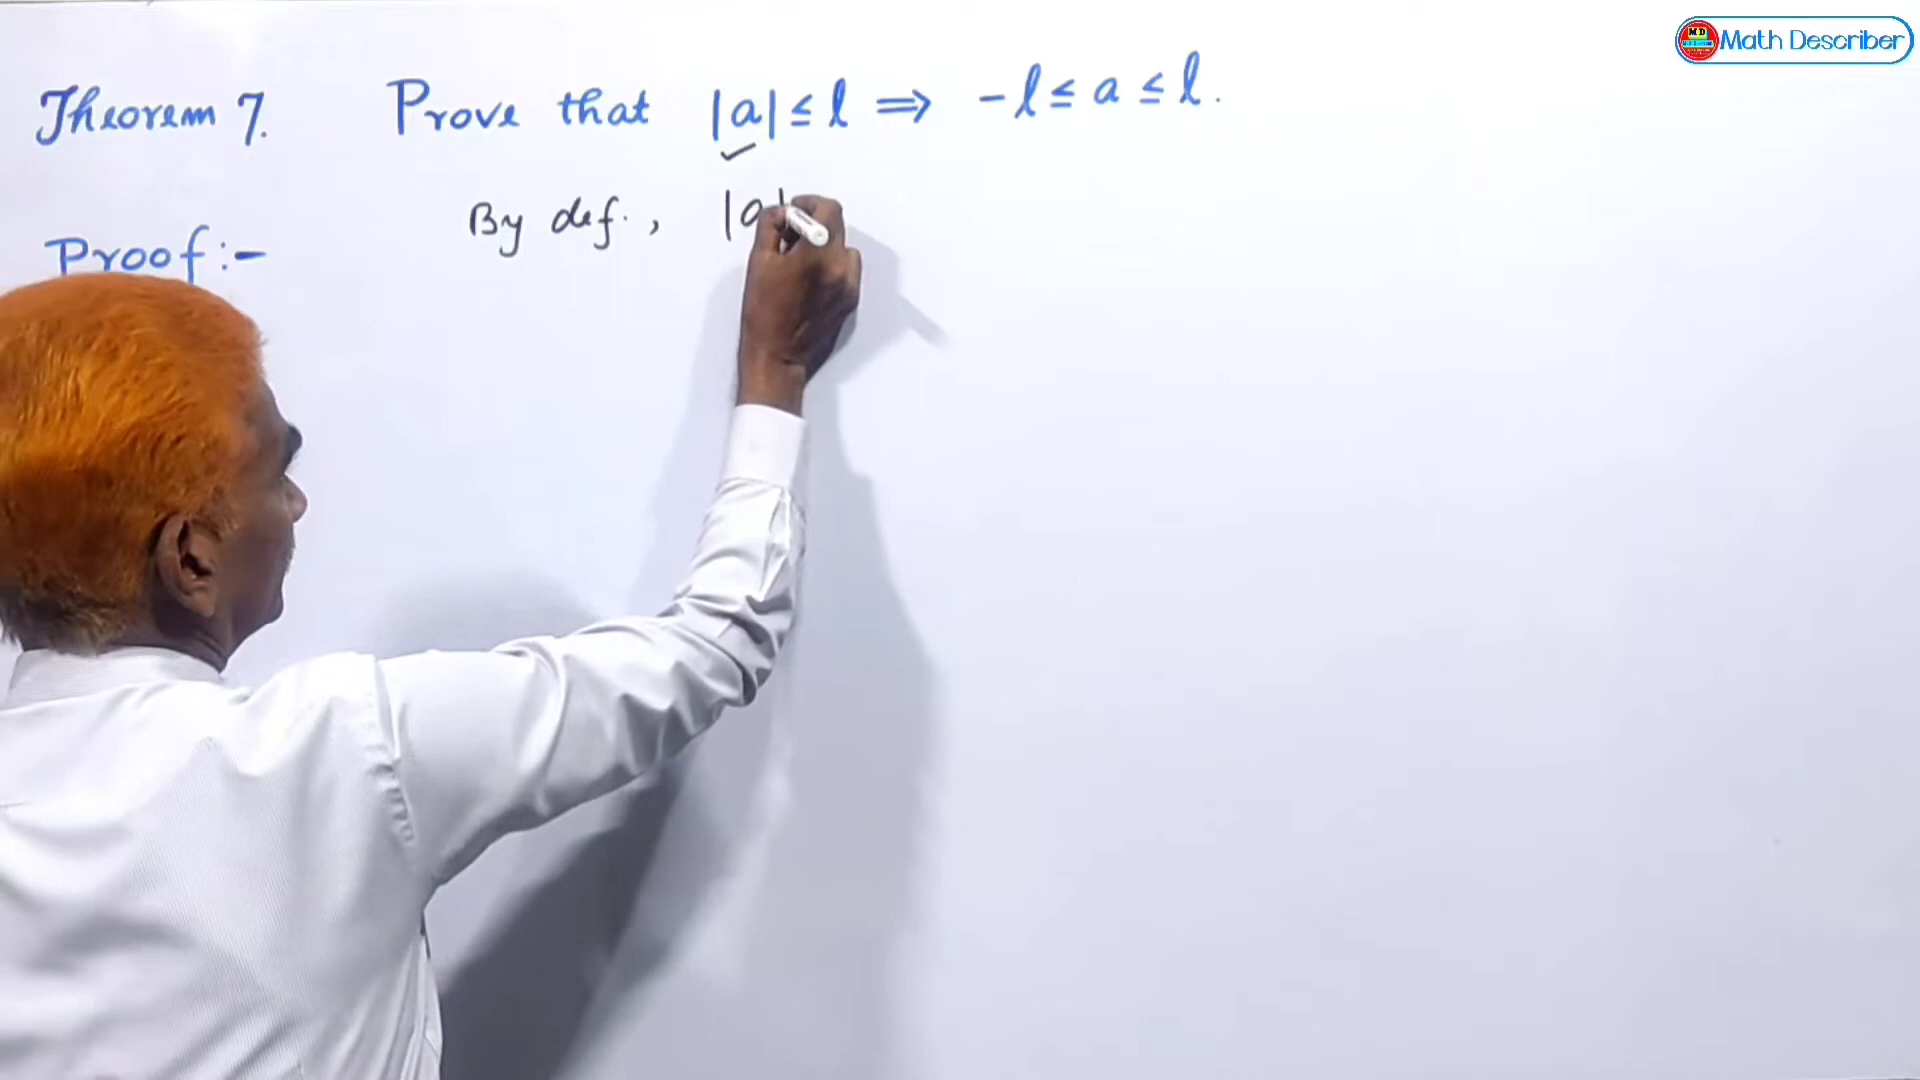 Math Describer
Theorem 7. Prove that |a| ≤ l ⇒ -l ≤ a ≤ l.
By def., |a|
Proof:-